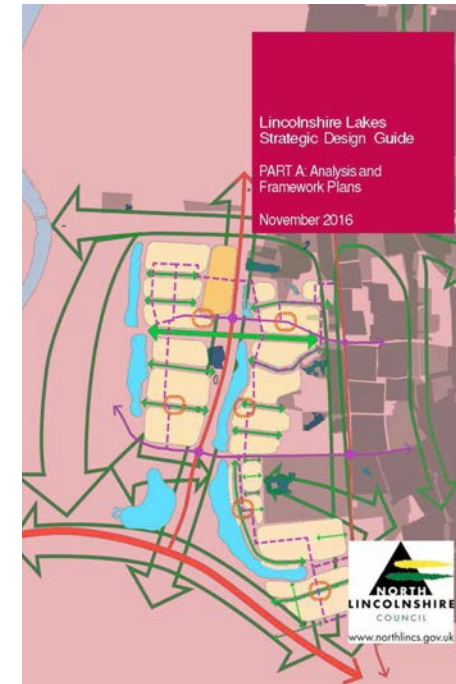 Lincolnshire Lakes
Strategic Design Guide
PART A: Analysis and
Framework Plans
November 2016
NORTH
LINCOLNSHIRE
COUNCIL
www.northlincs.gov.uk